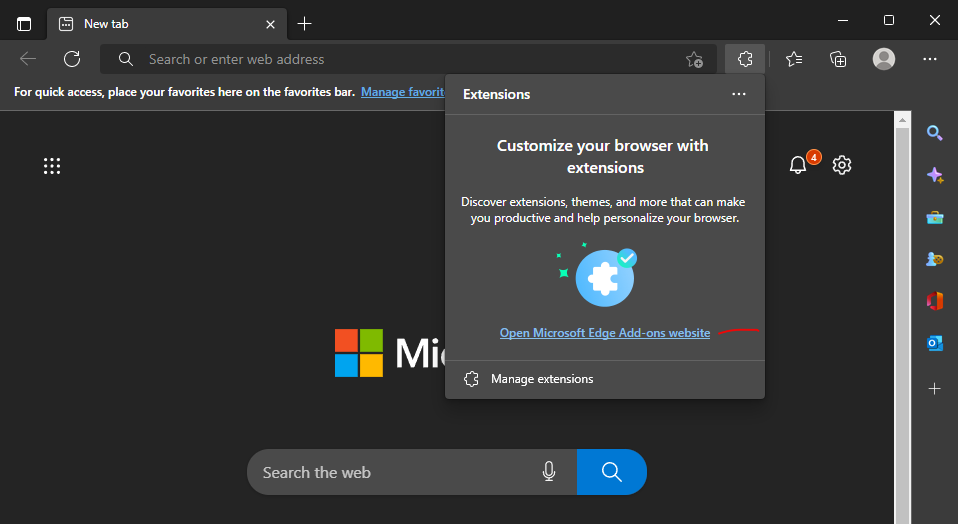 New tab
Search or enter web address
For quick access, place your favorites here on the favorites bar. Manage favorit
Extensions
Customize your browser with
extensions
Discover extensions, themes, and more that can make
you productive and help personalize your browser.
4
Open Microsoft Edge Add-ons website
Mi
Manage extensions
Search the web